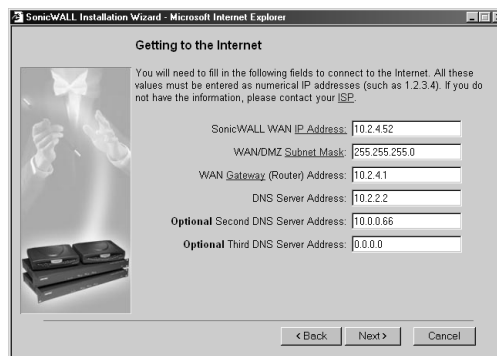 SonicWALL Installation Wizard - Microsoft Internet Explorer
Getting to the Internet
You will need to fill in the following fields to connect to the Internet. All these
values must be entered as numerical IP addresses (such as 1.2.3.4). If you do
not have the information, please contact your ISP.
SonicWALL WAN IP Address: 10.2.4.52
WAN/DMZ Subnet Mask: 255.255.255.0
WAN Gateway (Router) Address: 10.2.4.1
DNS Server Address: 10.2.2.2
Optional Second DNS Server Address: 10.0.0.66
Optional Third DNS Server Address: 0.0.0.0
< Back Next > Cancel